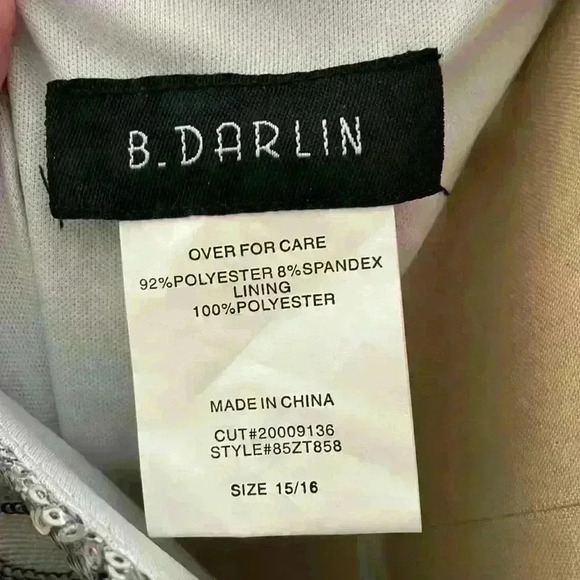 B.DARLIN
OVER FOR CARE
92%POLYESTER 8%SPANDEX
LINING
100%POLYESTER
MADE IN CHINA
CUT#20009136
STYLE#85ZT858
SIZE 15/16